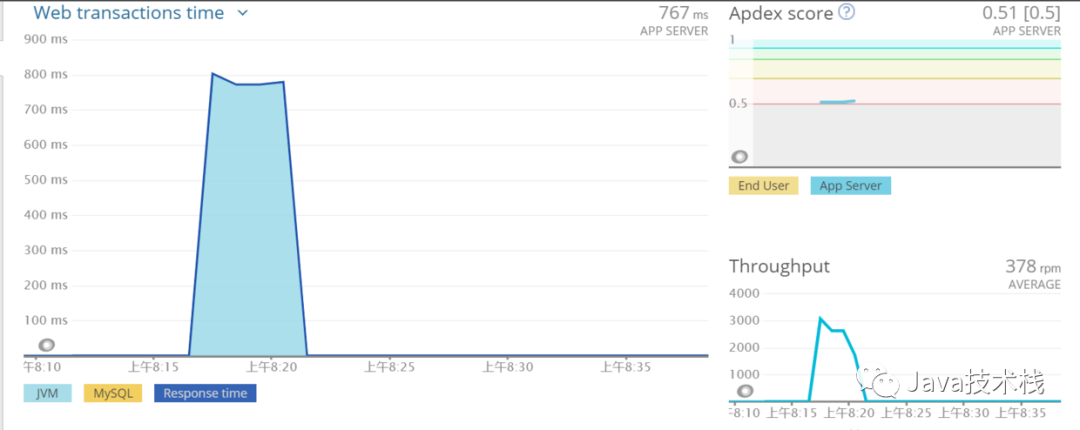 Web transactions time
767 ms
APP SERVER
900 ms
800 ms
700 ms
600 ms
500 ms
400 ms
300 ms
200 ms
100 ms
午8:10 上午8:15 上午8:20 上午8:25 上午8:30 上午8:35
JVM MySQL Response time
Apdex score ?
0.51 [0.5]
APP SERVER
1
0.5
End User App Server
Throughput
378 rpm
AVERAGE
4000
3000
2000
1000
8:10 上午8:15 上午8:20 上午8:25 上午8:30 上午8:35
Java技术栈